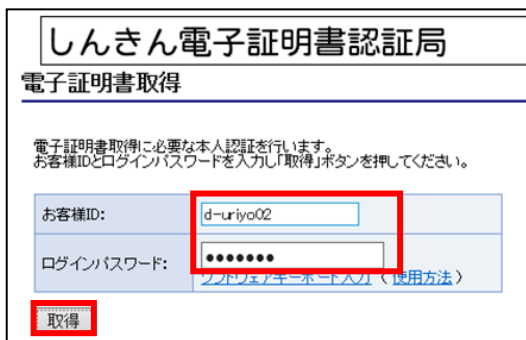 しんきん電子証明書認証局
電子証明書取得
電子証明書取得に必要な本人認証を行います。
お客様IDとログインパスワードを入力し「取得」ボタンを押してください。
お客様ID: d-uriyo02
ログインパスワード: ●●●●●●●
ソフトウェアキーボード入力 (使用方法)
取得